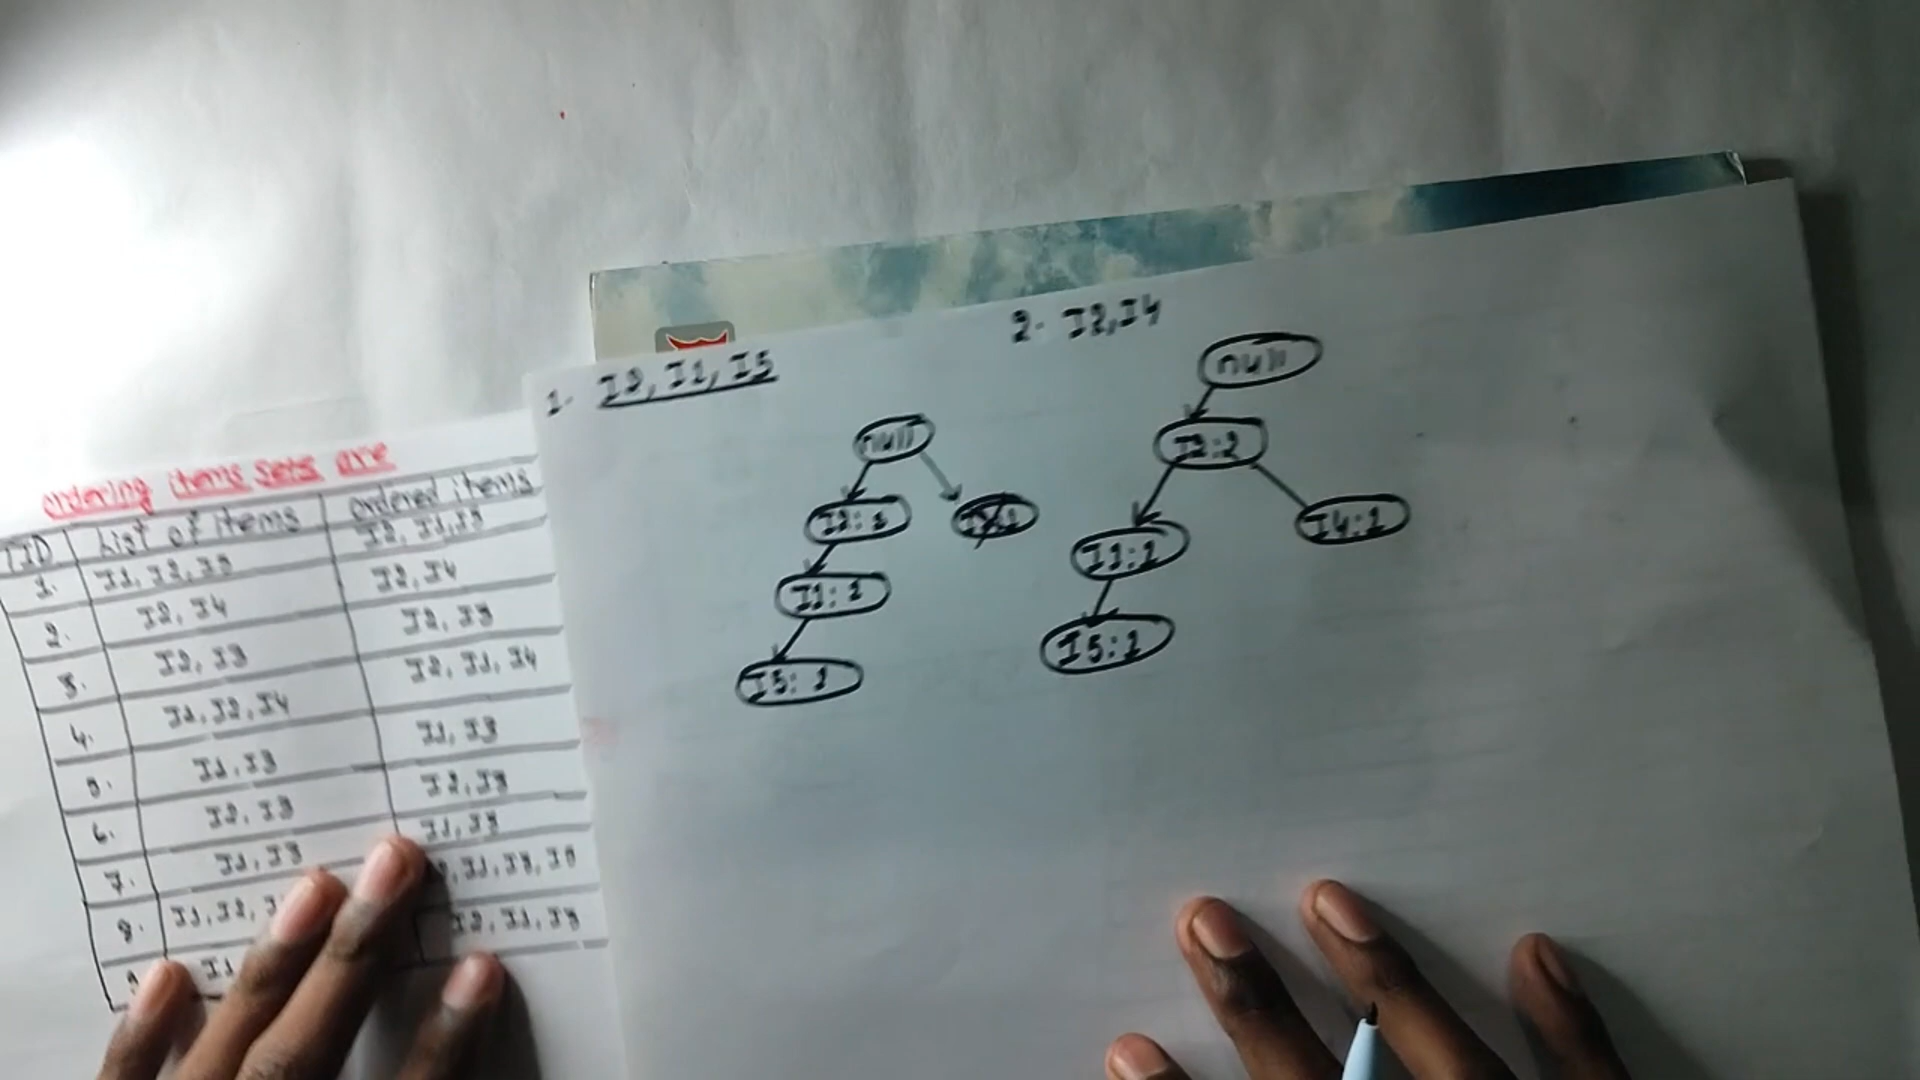 ordering items sets are
TID List of items ordered items
1. I1, I2, I5 I2, I1, I5
2. I2, I4 I2, I4
3. I2, I3 I2, I3
4. I1, I2, I4 I2, I1, I4
5. I1, I3 I1, I3
6. I2, I3 I2, I3
7. I1, I3 I1, I3
8. I1, I2, I1, I3, I5
9 I1 I2, I1, I3
1. I2, I1, I5
null
I2:1
I1:1
I5:1
2. I2, I4
null
I2:2
I1:1 I4:1
I5:1